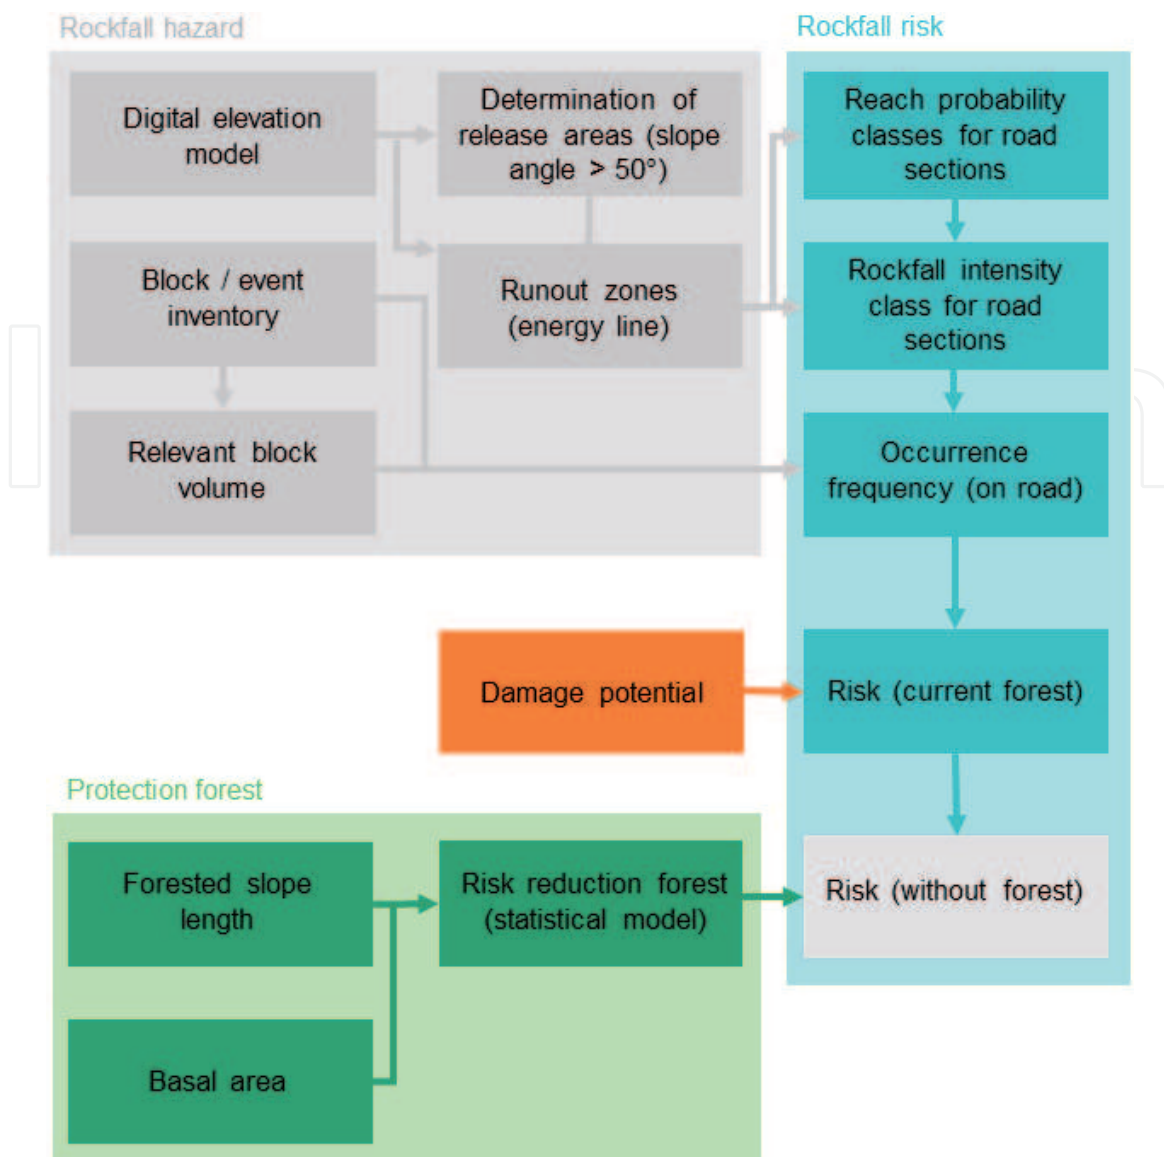 Rockfall hazard
Digital elevation
model
Determination of
release areas (slope
angle > 50°)
Block / event
inventory
Runout zones
(energy line)
Relevant block
volume
Rockfall risk
Reach probability
classes for road
sections
Rockfall intensity
class for road
sections
Occurrence
frequency (on road)
Damage potential
Risk (current forest)
Protection forest
Forested slope
length
Risk reduction forest
(statistical model)
Risk (without forest)
Basal area